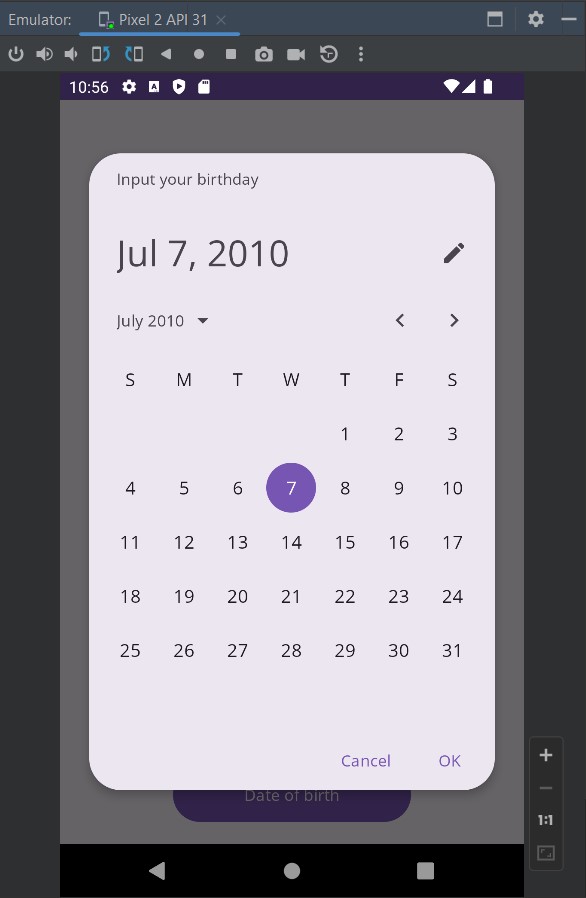 Emulator: Pixel 2 API 31
10:56
Input your birthday
Jul 7, 2010
July 2010
S M T W T F S
1 2 3
4 5 6 7 8 9 10
11 12 13 14 15 16 17
18 19 20 21 22 23 24
25 26 27 28 29 30 31
Cancel OK
Date of birth
1:1